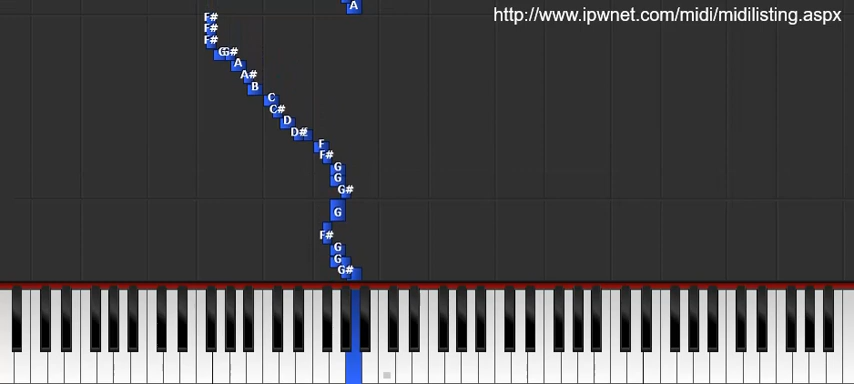 A
http://www.ipwnet.com/midi/midilisting.aspx
F#
F#
F#
G G#
A
A#
B
C
C#
D
D#
F
F#
G
G
G#
G
F#
G
G
G#